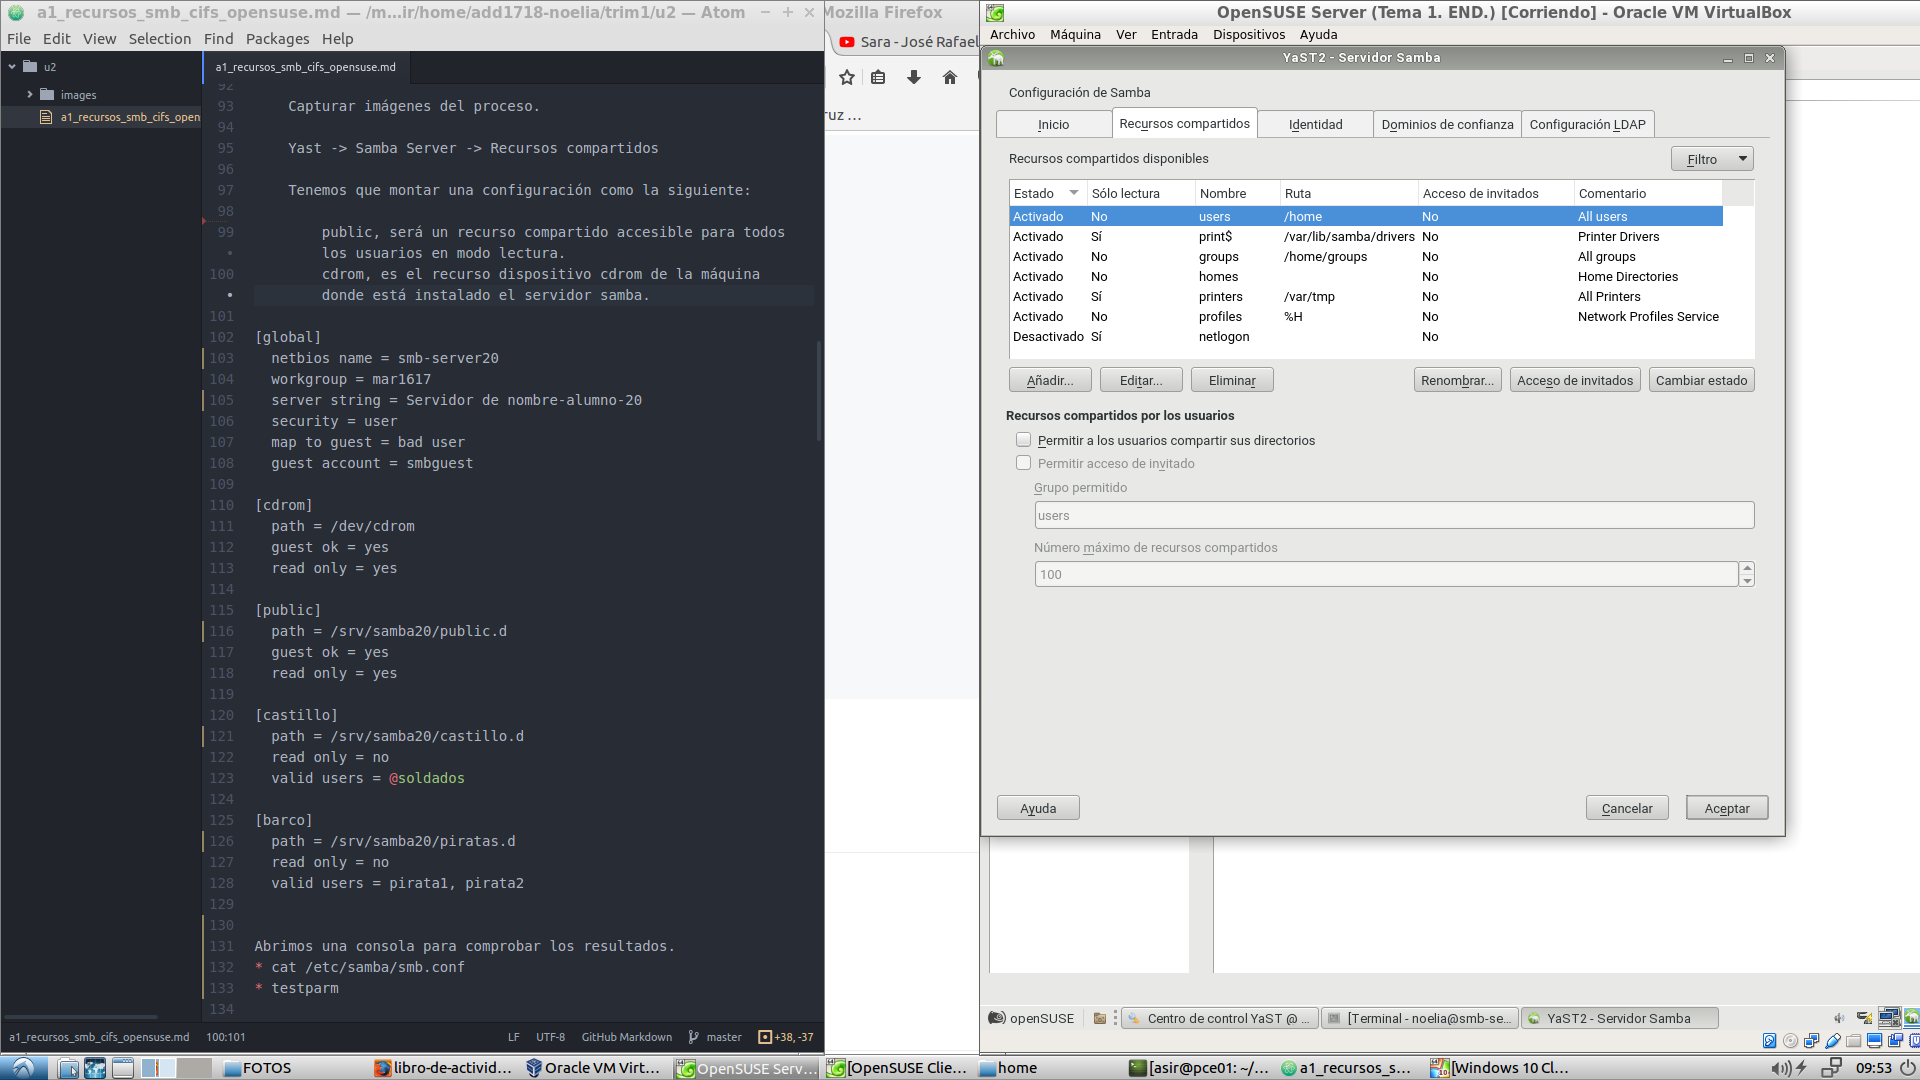 a1_recursos_smb_cifs_opensuse.md — /m...ir/home/add1718-noelia/trim1/u2 — Atom
File Edit View Selection Find Packages Help
u2
images
a1_recursos_smb_cifs_open
a1_recursos_smb_cifs_opensuse.md
92
93 Capturar imágenes del proceso.
94
95 Yast -> Samba Server -> Recursos compartidos
96
97 Tenemos que montar una configuración como la siguiente:
98
99 public, será un recurso compartido accesible para todos
• los usuarios en modo lectura.
100 cdrom, es el recurso dispositivo cdrom de la máquina
• donde está instalado el servidor samba.
101
102 [global]
103 netbios name = smb-server20
104 workgroup = mar1617
105 server string = Servidor de nombre-alumno-20
106 security = user
107 map to guest = bad user
108 guest account = smbguest
109
110 [cdrom]
111 path = /dev/cdrom
112 guest ok = yes
113 read only = yes
114
115 [public]
116 path = /srv/samba20/public.d
117 guest ok = yes
118 read only = yes
119
120 [castillo]
121 path = /srv/samba20/castillo.d
122 read only = no
123 valid users = @soldados
124
125 [barco]
126 path = /srv/samba20/piratas.d
127 read only = no
128 valid users = pirata1, pirata2
129
130
131 Abrimos una consola para comprobar los resultados.
132 * cat /etc/samba/smb.conf
133 * testparm
134
a1_recursos_smb_cifs_opensuse.md 100:101 LF UTF-8 GitHub Markdown master +38, -37
Mozilla Firefox
Sara - José Rafael
ruz ...
OpenSUSE Server (Tema 1. END.) [Corriendo] - Oracle VM VirtualBox
Archivo Máquina Ver Entrada Dispositivos Ayuda
YaST2 - Servidor Samba
Configuración de Samba
Inicio Recursos compartidos Identidad Dominios de confianza Configuración LDAP
Recursos compartidos disponibles Filtro
Estado Sólo lectura Nombre Ruta Acceso de invitados Comentario
Activado No users /home No All users
Activado Sí print$ /var/lib/samba/drivers No Printer Drivers
Activado No groups /home/groups No All groups
Activado No homes No Home Directories
Activado Sí printers /var/tmp No All Printers
Activado No profiles %H No Network Profiles Service
Desactivado Sí netlogon No
Añadir... Editar... Eliminar Renombrar... Acceso de invitados Cambiar estado
Recursos compartidos por los usuarios
Permitir a los usuarios compartir sus directorios
Permitir acceso de invitado
Grupo permitido
users
Número máximo de recursos compartidos
100
Ayuda Cancelar Aceptar
openSUSE Centro de control YaST @ ... [Terminal - noelia@smb-se... YaST2 - Servidor Samba
FOTOS libro-de-activid... Oracle VM Virt... OpenSUSE Serv... [OpenSUSE Clie... home [asir@pce01: ~/... a1_recursos_s... [Windows 10 Cl... 09:53